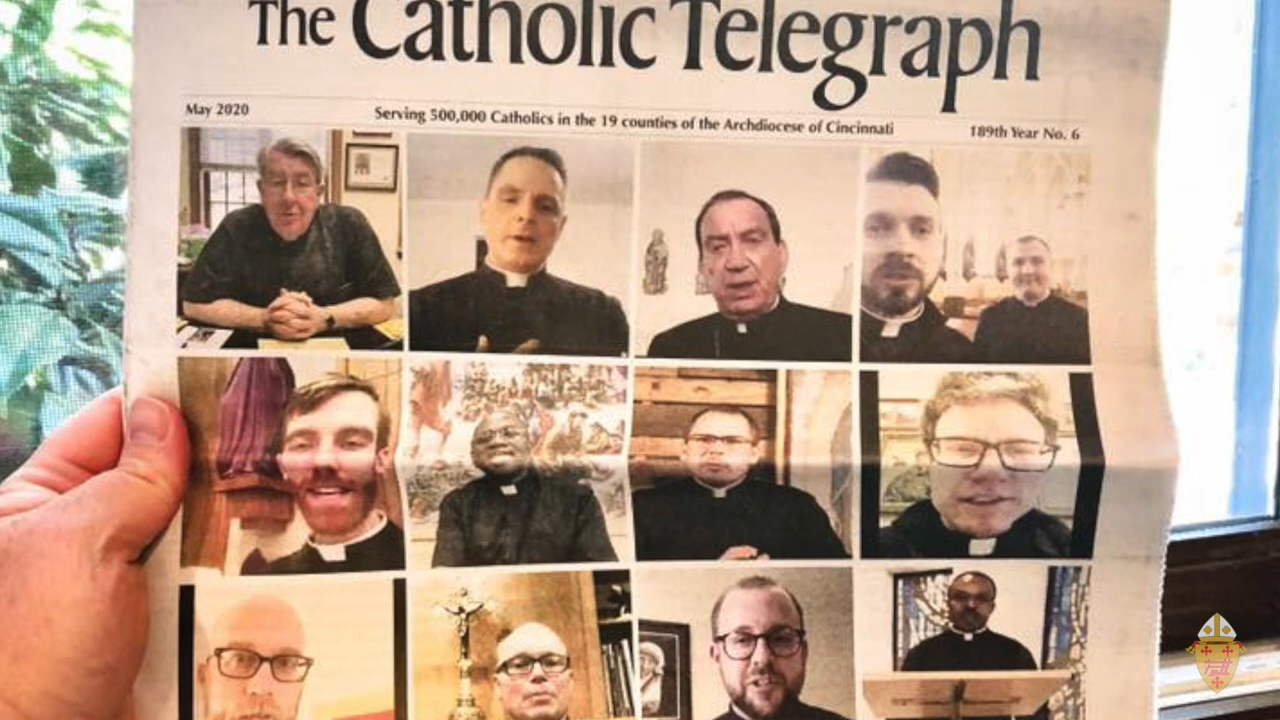 The Catholic Telegraph
May 2020
Serving 500,000 Catholics in the 19 counties of the Archdiocese of Cincinnati
189th Year No. 6